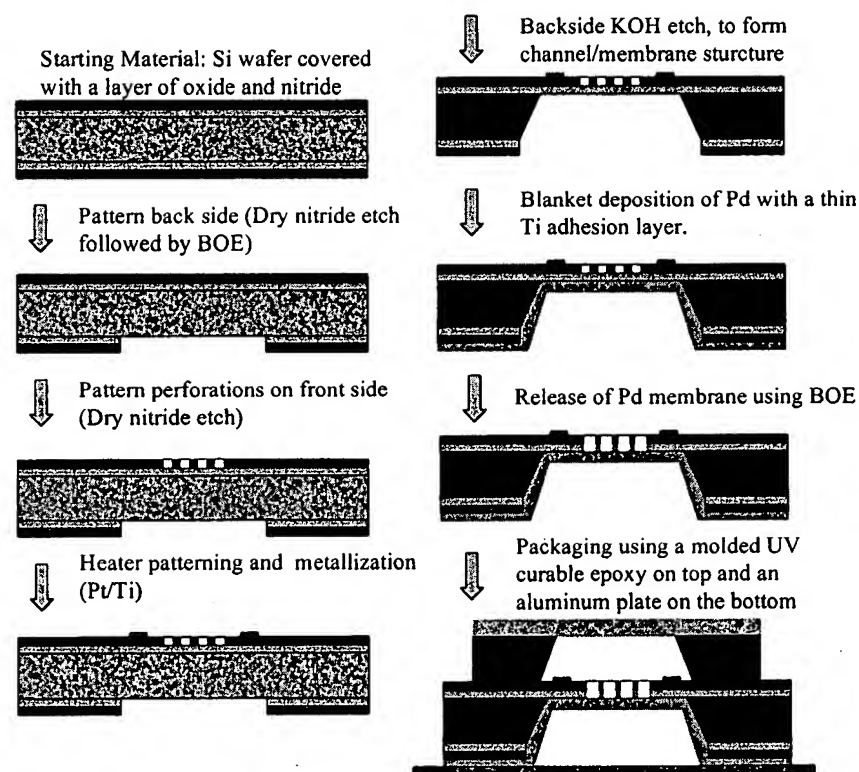 Starting Material: Si wafer covered
with a layer of oxide and nitride
Pattern back side (Dry nitride etch
followed by BOE)
Pattern perforations on front side
(Dry nitride etch)
Heater patterning and metallization
(Pt/Ti)
Backside KOH etch, to form
channel/membrane sturcture
Blanket deposition of Pd with a thin
Ti adhesion layer.
Release of Pd membrane using BOE
Packaging using a molded UV
curable epoxy on top and an
aluminum plate on the bottom